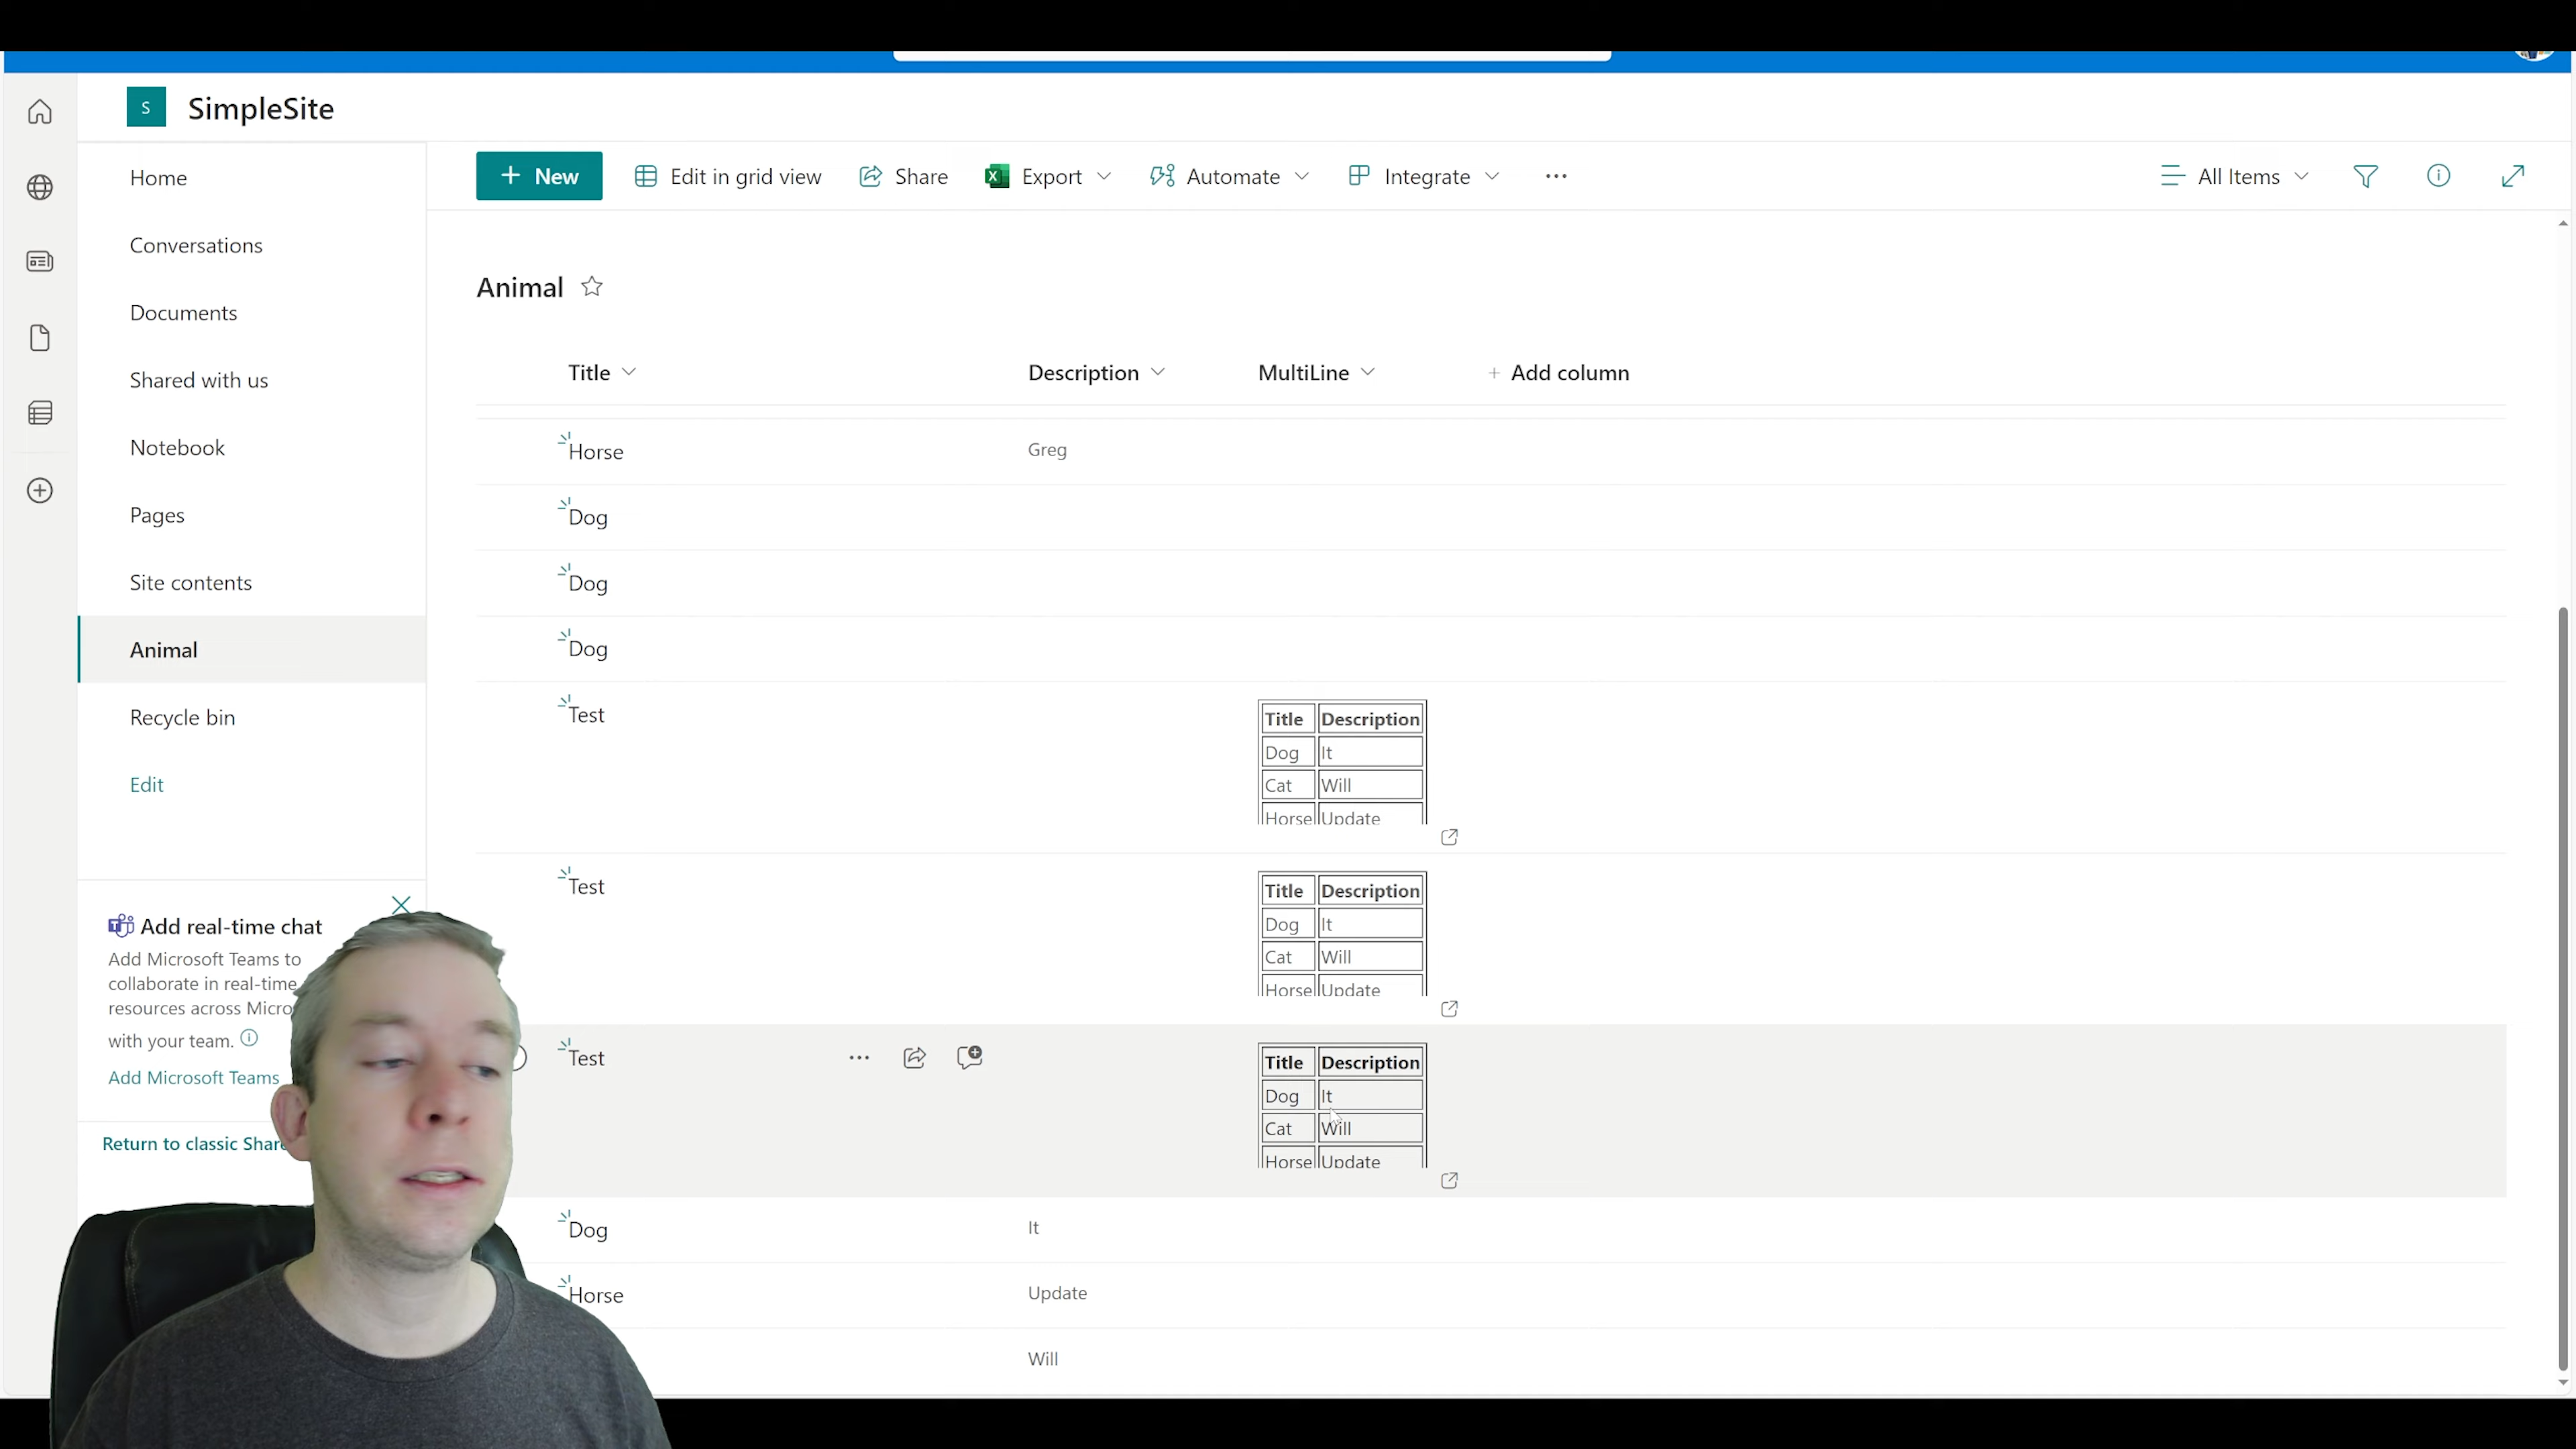 S SimpleSite
Home
Conversations
Documents
Shared with us
Notebook
Pages
Site contents
Animal
Recycle bin
Edit
Add real-time chat
Add Microsoft Teams to
collaborate in real-time
resources across
with your team.
Add Microsoft Teams
Return to classic
+ New Edit in grid view Share Export Automate Integrate ... All Items
Animal
Title Description MultiLine + Add column
Horse Greg
Dog
Dog
Dog
Test
Title Description
Dog It
Cat Will
Horse Update
Test
Title Description
Dog It
Cat Will
Horse Update
Test ...
Title Description
Dog It
Cat Will
Horse Update
Dog It
Horse Update
Will